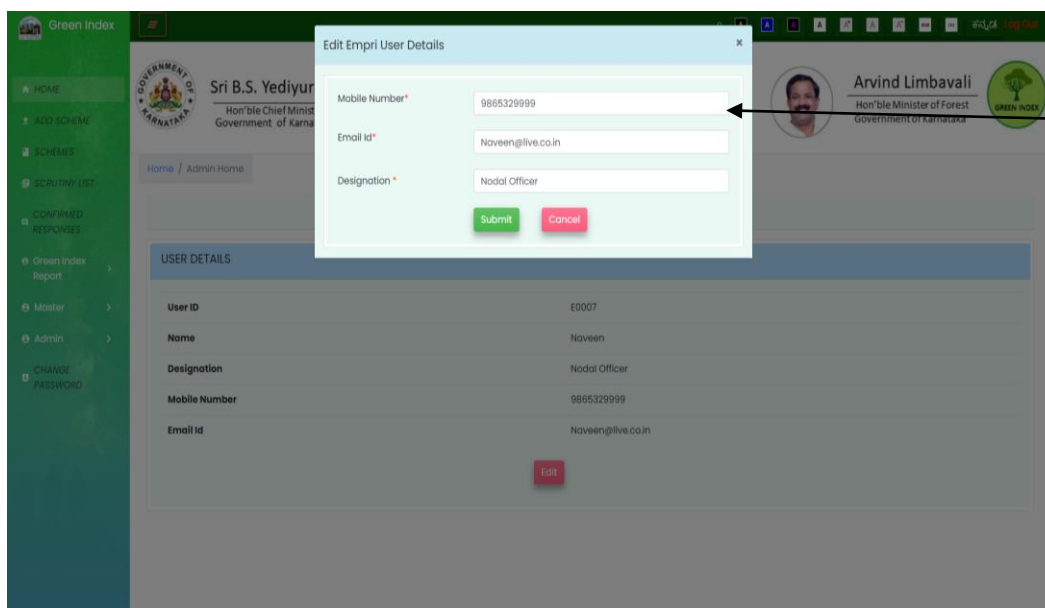 Green Index
A
A
A
A
ಕನ್ನಡ Log Out
Edit Empri User Details
×
Mobile Number*
9865329999
Email Id*
Naveen@live.co.in
Designation *
Nodal Officer
Submit
Cancel
Sri B.S. Yediyur
Hon'ble Chief Minist
Government of Karna
Arvind Limbavali
Hon'ble Minister of Forest
Government of Karnataka
GREEN INDEX
HOME
ADD SCHEME
SCHEMES
SCRUTINY LIST
CONFIRMED
RESPONSES
Green Index
Report
Master
Admin
CHANGE
PASSWORD
Home / Admin Home
USER DETAILS
User ID
E0007
Name
Naveen
Designation
Nodal Officer
Mobile Number
9865329999
Email Id
Naveen@live.co.in
Edit